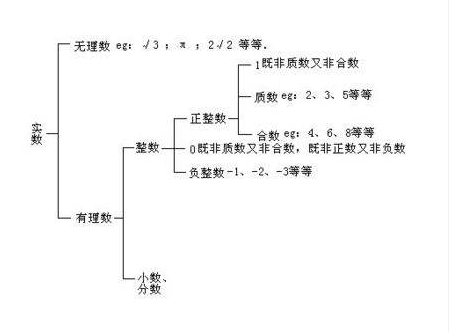 无理数 eg: √3 ; π ; 2√2 等等.
1既非质数又非合数
质数 eg: 2、3、5等等
正整数
合数 eg: 4、6、8等等
实数
整数
0既非质数又非合数，既非正数又非负数
负整数-1、-2、-3等等
有理数
小数、
分数